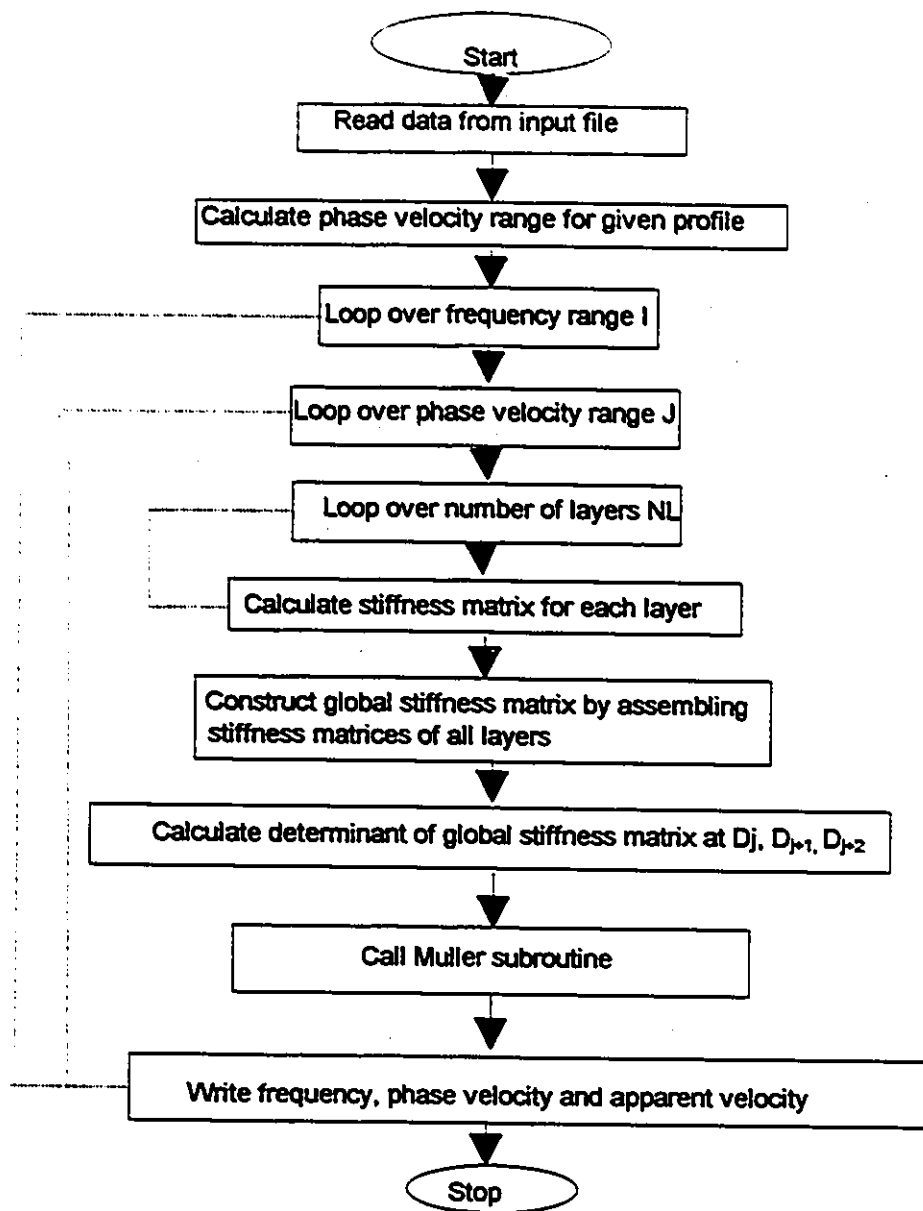 Start
Read data from input file
Calculate phase velocity range for given profile
Loop over frequency range I
Loop over phase velocity range J
Loop over number of layers NL
Calculate stiffness matrix for each layer
Construct global stiffness matrix by assembling
stiffness matrices of all layers
Calculate determinant of global stiffness matrix at Dj, Dj+1, Dj+2
Call Muller subroutine
Write frequency, phase velocity and apparent velocity
Stop